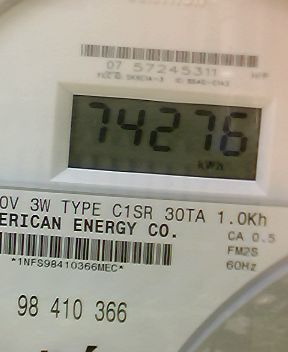 07 57245311
74276
kWh
0V 3W TYPE C1SR 30TA 1.0Kh
ERICAN ENERGY CO.
CA 0.5
FM2S
60Hz
*1NFS98410366MEC*
98 410 366